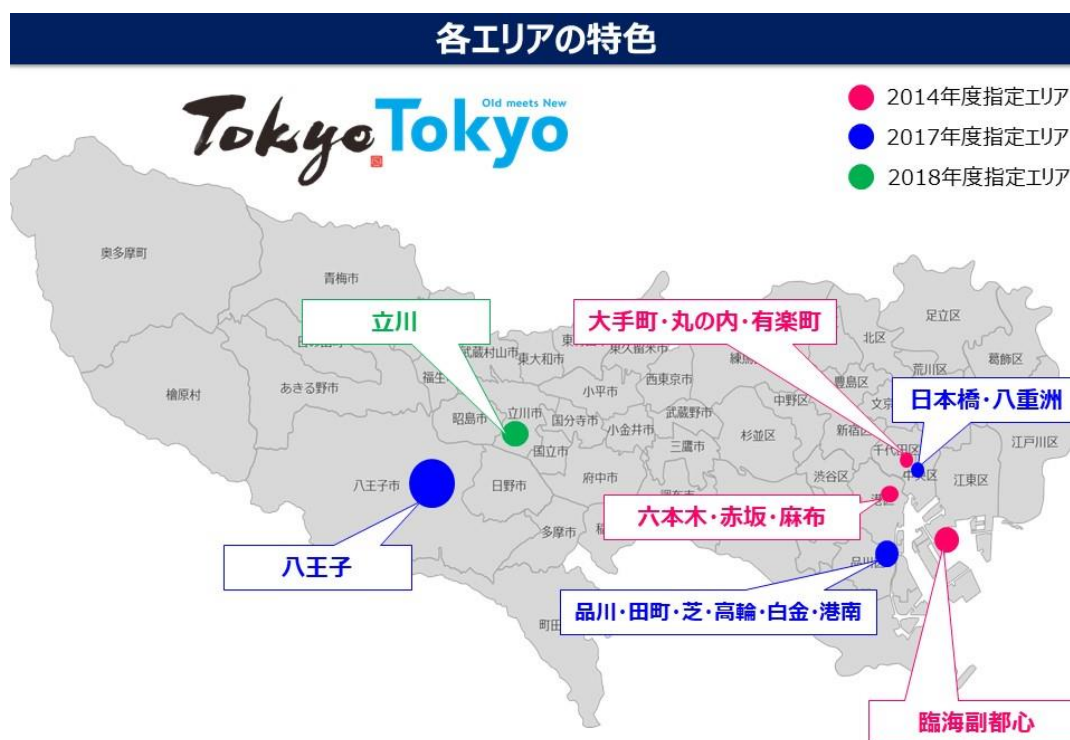 各エリアの特色
Tokyo Tokyo
Old meets New
2014年度指定エリア
2017年度指定エリア
2018年度指定エリア
奥多摩町
青梅市
足立区
立川
大手町・丸の内・有楽町
北区
葛飾区
荒川区
武蔵村山市
東大和市
東久留米市
豊島区
檜原村
あきる野市
小平市
西東京市
中野区
日本橋・八重洲
昭島市
立川市
国分寺市
小金井市
武蔵野市
杉並区
新宿区
千代田区
江戸川区
国立市
三鷹市
渋谷区
中央区
江東区
八王子市
日野市
府中市
港区
六本木・赤坂・麻布
多摩市
八王子
品川区
品川・田町・芝・高輪・白金・港南
臨海副都心